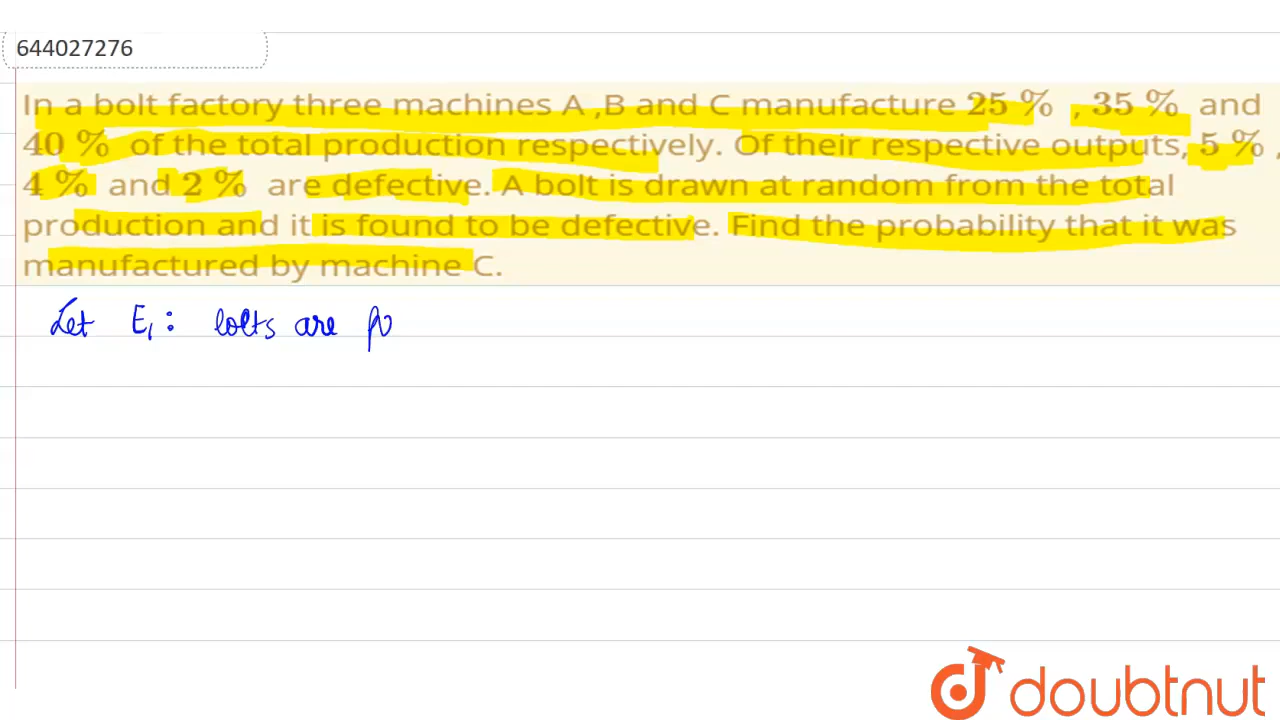 644027276
In a bolt factory three machines A ,B and C manufacture 25 % , 35 % and
40 % of the total production respectively. Of their respective outputs, 5 % ,
4 % and 2 % are defective. A bolt is drawn at random from the total
production and it is found to be defective. Find the probability that it was
manufactured by machine C.
Let E₁ : bolts are
doubtnut